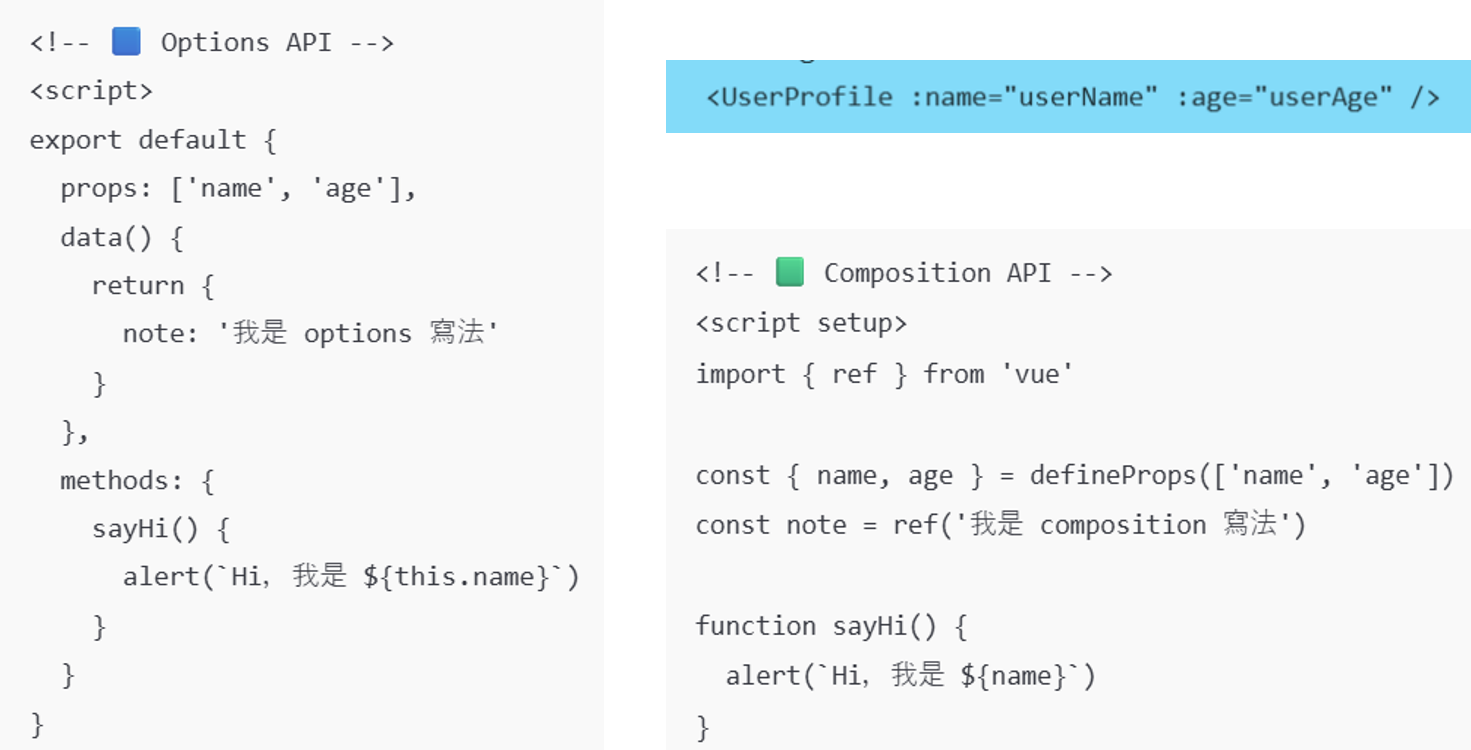 <!-- 🟦 Options API -->
<script>
export default {
  props: ['name', 'age'],
  data() {
    return {
      note: '我是 options 寫法'
    }
  },
  methods: {
    sayHi() {
      alert(`Hi, 我是 ${this.name}`)
    }
  }
}
<UserProfile :name="userName" :age="userAge" />
<!-- 🟩 Composition API -->
<script setup>
import { ref } from 'vue'
const { name, age } = defineProps(['name', 'age'])
const note = ref('我是 composition 寫法')
function sayHi() {
  alert(`Hi, 我是 ${name}`)
}